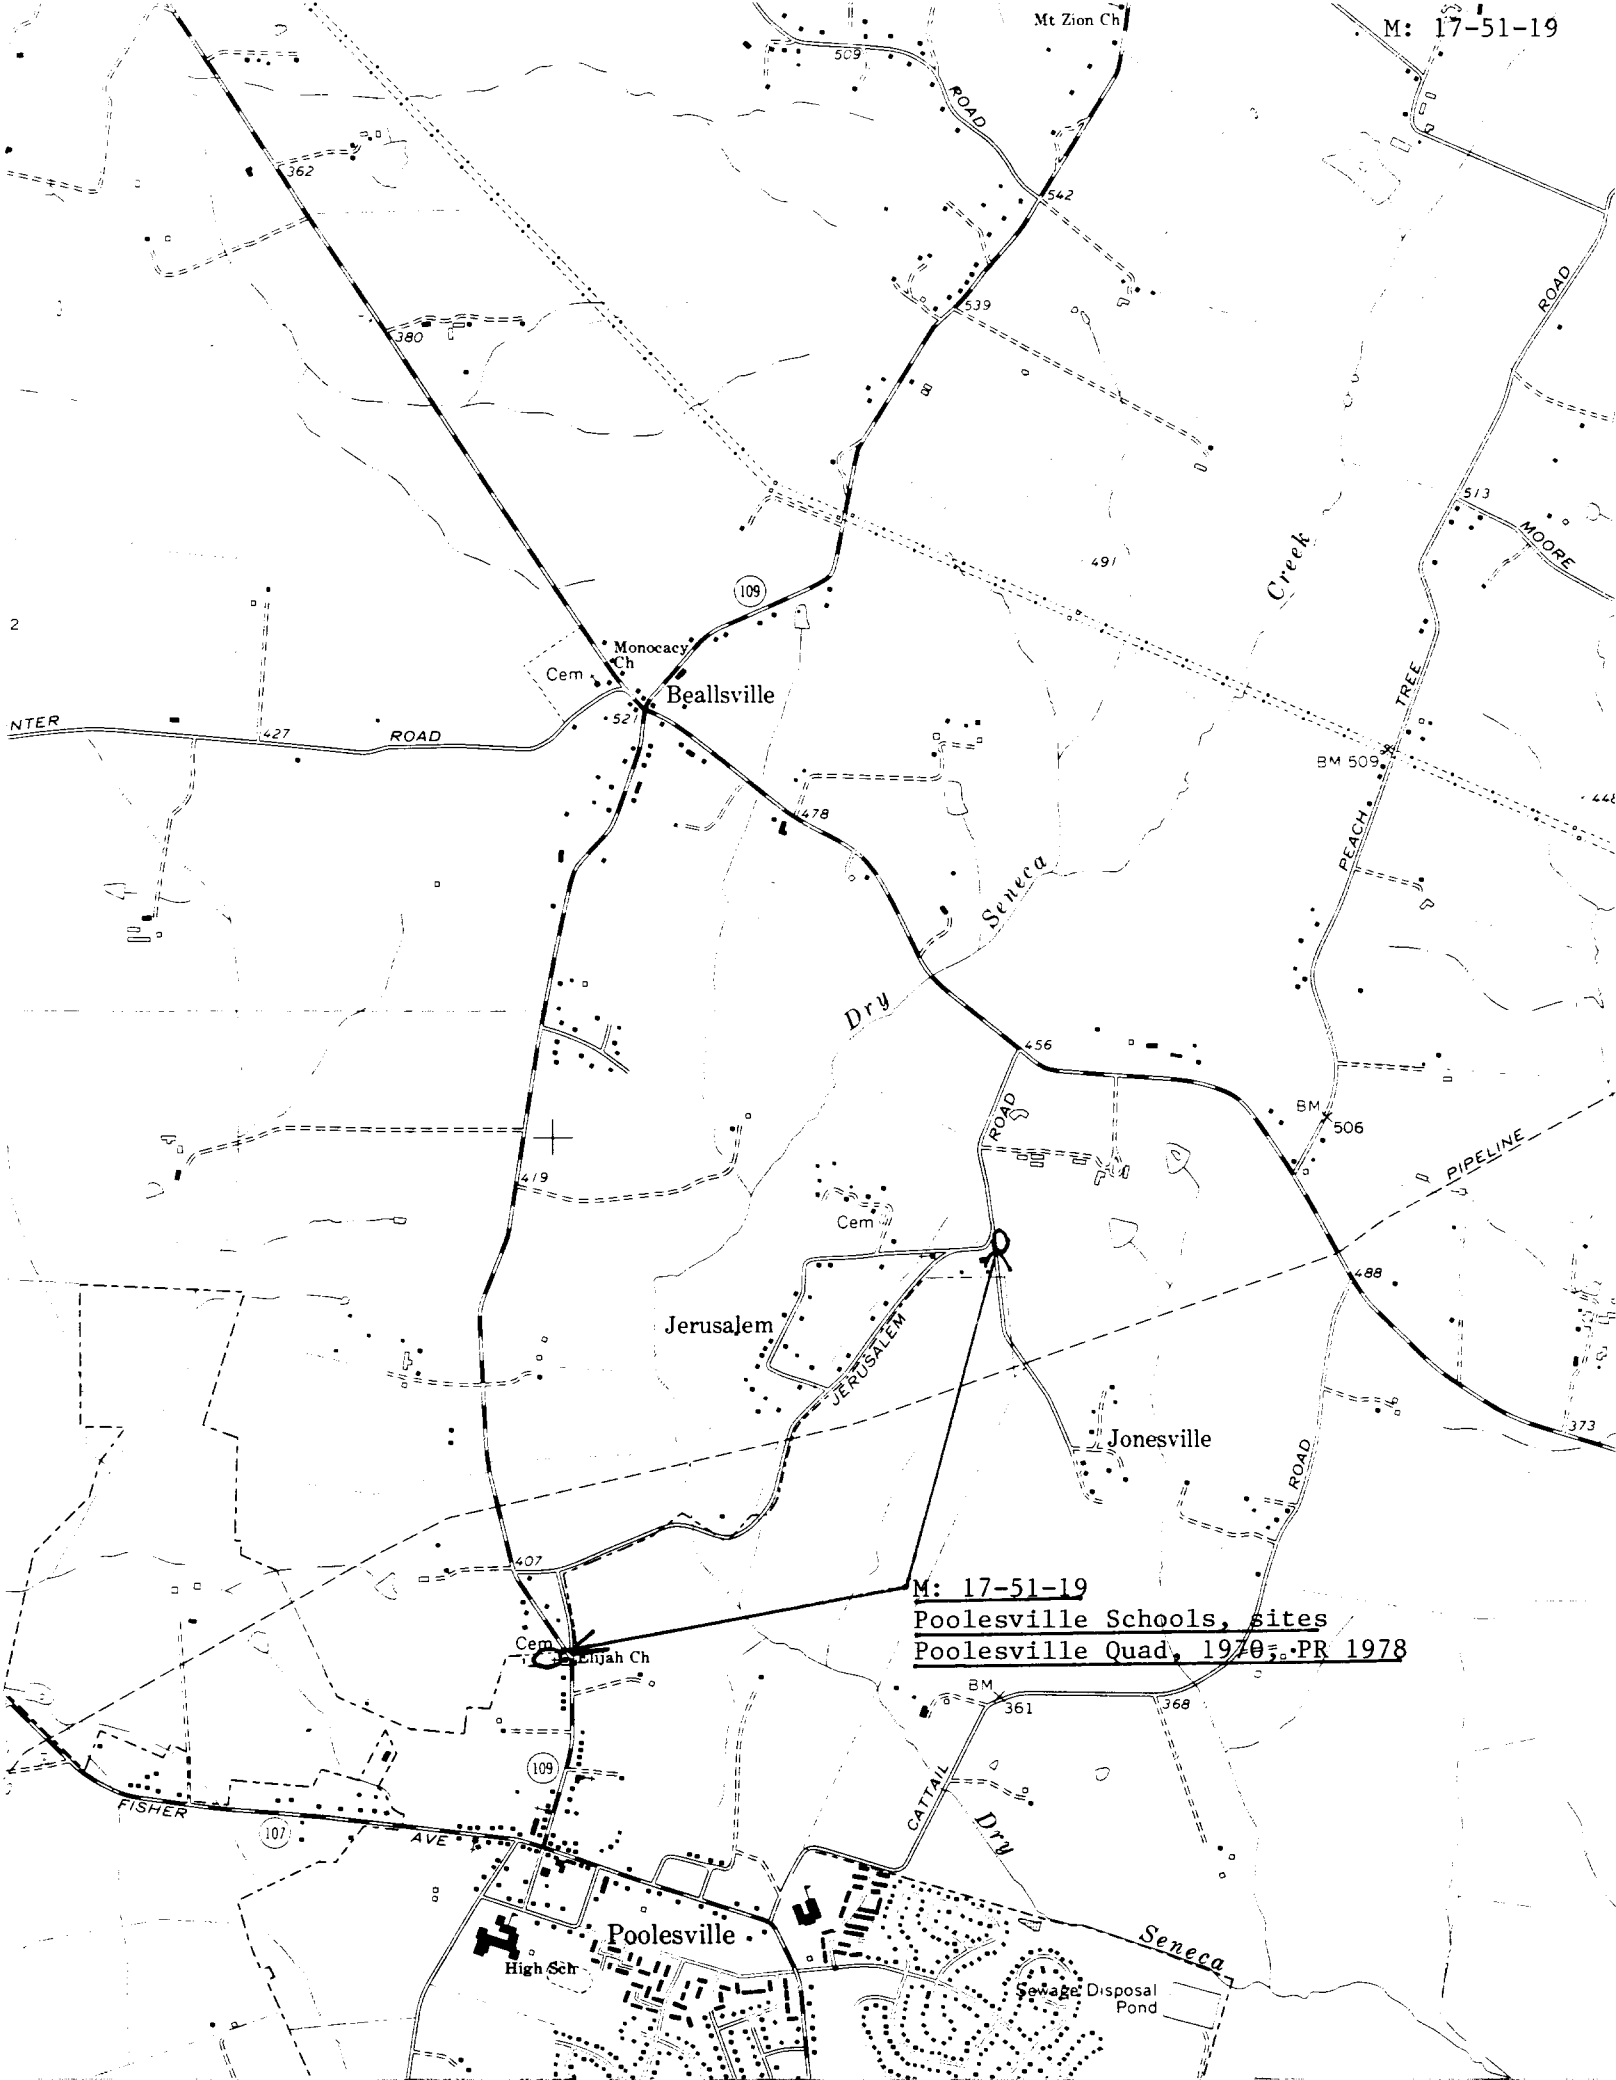 Mt Zion Ch
M: 17-51-19
509
ROAD
362
542
ROAD
539
380
513
MOORE
491
Creek
109
2
Monocacy
Ch
Cem
Beallsville
TREE
NTER
521
427
ROAD
BM 509
448
478
PEACH
Seneca
Dry
456
ROAD
BM
506
PIPELINE
419
Cem
488
Jerusalem
JERUSALEM
373
Jonesville
ROAD
407
M: 17-51-19
Poolesville Schools, sites
Poolesville Quad, 1970; PR 1978
Cem
Elijah Ch
BM
361
368
109
CATTAIL
FISHER
107
AVE
Dry
Poolesville
High Sch
Seneca
Sewage Disposal
Pond